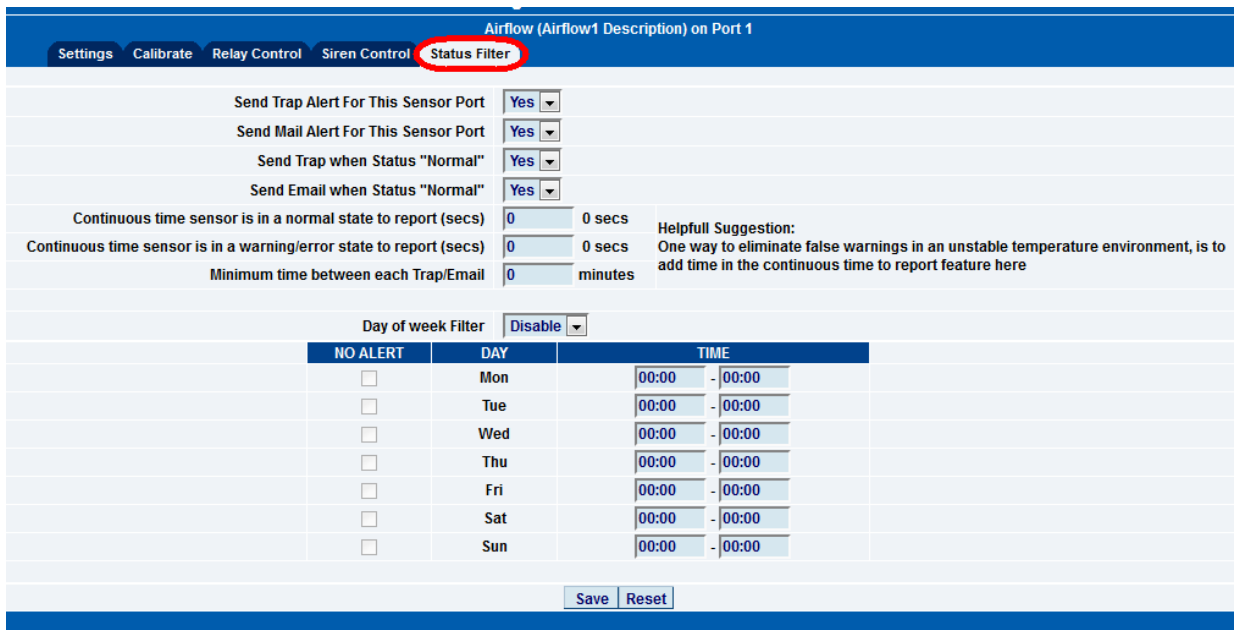 Airflow (Airflow1 Description) on Port 1
Settings Calibrate Relay Control Siren Control Status Filter
Send Trap Alert For This Sensor Port Yes
Send Mail Alert For This Sensor Port Yes
Send Trap when Status "Normal" Yes
Send Email when Status "Normal" Yes
Continuous time sensor is in a normal state to report (secs) 0 0 secs
Continuous time sensor is in a warning/error state to report (secs) 0 0 secs
Minimum time between each Trap/Email 0 minutes
Helpfull Suggestion:
One way to eliminate false warnings in an unstable temperature environment, is to
add time in the continuous time to report feature here
Day of week Filter Disable
NO ALERT DAY TIME
Mon 00:00 - 00:00
Tue 00:00 - 00:00
Wed 00:00 - 00:00
Thu 00:00 - 00:00
Fri 00:00 - 00:00
Sat 00:00 - 00:00
Sun 00:00 - 00:00
Save Reset